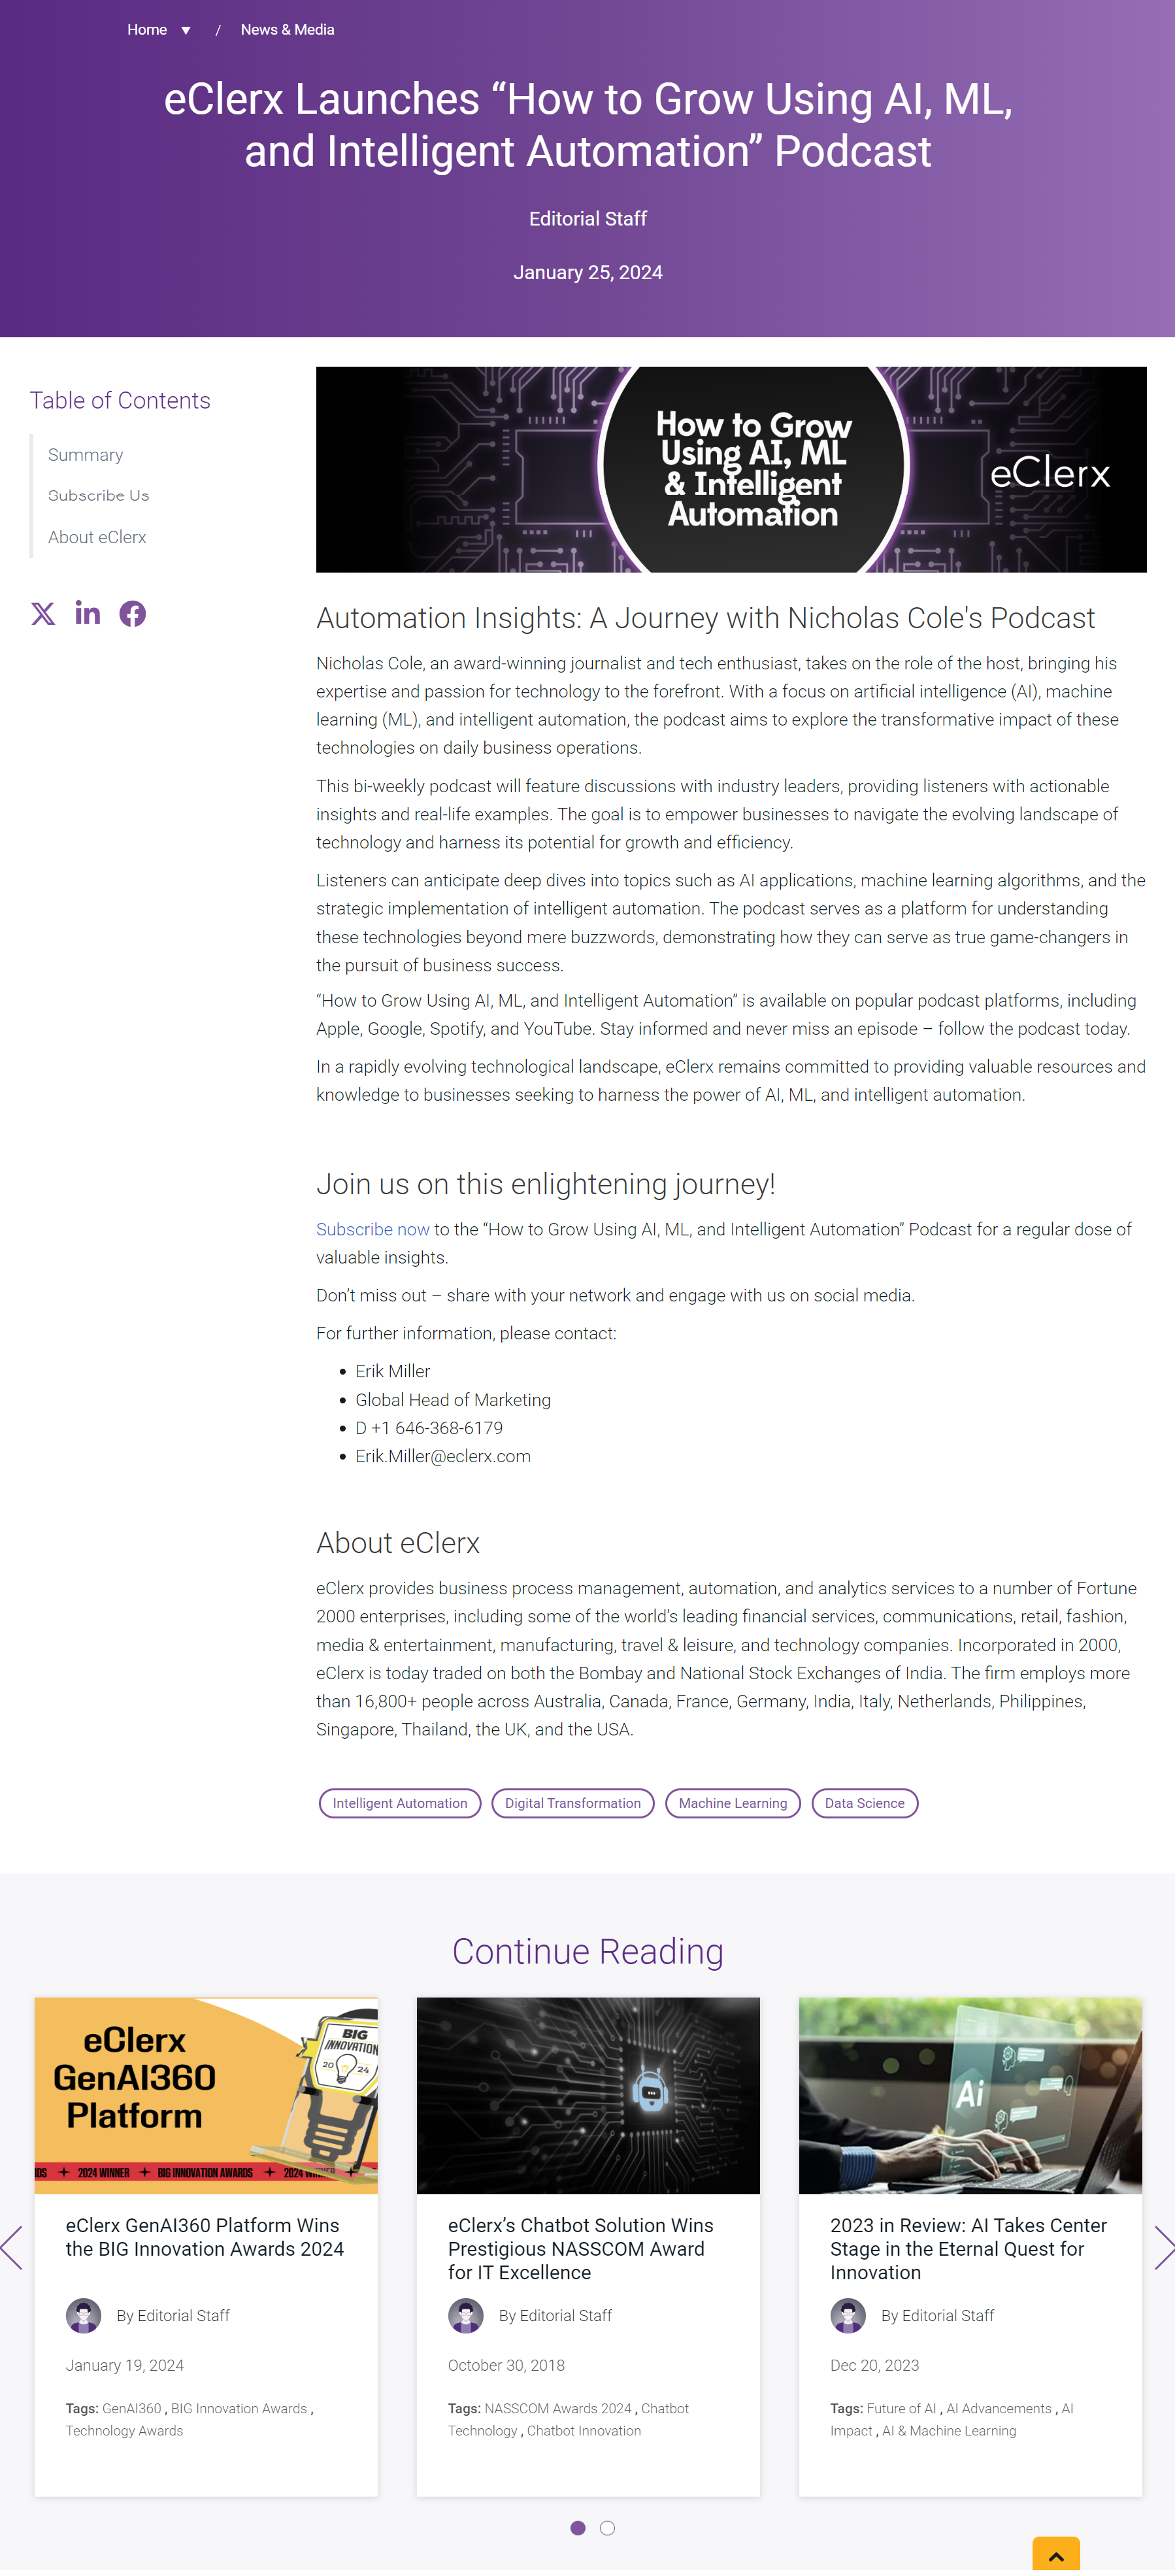 Home ▼ / News & Media
eClerx Launches “How to Grow Using AI, ML,
and Intelligent Automation” Podcast
Editorial Staff
January 25, 2024
Table of Contents
Summary
Subscribe Us
About eClerx
How to Grow
Using AI, ML
& Intelligent
Automation
eClerx
Automation Insights: A Journey with Nicholas Cole's Podcast
Nicholas Cole, an award-winning journalist and tech enthusiast, takes on the role of the host, bringing his
expertise and passion for technology to the forefront. With a focus on artificial intelligence (AI), machine
learning (ML), and intelligent automation, the podcast aims to explore the transformative impact of these
technologies on daily business operations.
This bi-weekly podcast will feature discussions with industry leaders, providing listeners with actionable
insights and real-life examples. The goal is to empower businesses to navigate the evolving landscape of
technology and harness its potential for growth and efficiency.
Listeners can anticipate deep dives into topics such as AI applications, machine learning algorithms, and the
strategic implementation of intelligent automation. The podcast serves as a platform for understanding
these technologies beyond mere buzzwords, demonstrating how they can serve as true game-changers in
the pursuit of business success.
“How to Grow Using AI, ML, and Intelligent Automation” is available on popular podcast platforms, including
Apple, Google, Spotify, and YouTube. Stay informed and never miss an episode – follow the podcast today.
In a rapidly evolving technological landscape, eClerx remains committed to providing valuable resources and
knowledge to businesses seeking to harness the power of AI, ML, and intelligent automation.
Join us on this enlightening journey!
Subscribe now to the “How to Grow Using AI, ML, and Intelligent Automation” Podcast for a regular dose of
valuable insights.
Don’t miss out – share with your network and engage with us on social media.
For further information, please contact:
• Erik Miller
• Global Head of Marketing
• D +1 646-368-6179
• Erik.Miller@eclerx.com
About eClerx
eClerx provides business process management, automation, and analytics services to a number of Fortune
2000 enterprises, including some of the world’s leading financial services, communications, retail, fashion,
media & entertainment, manufacturing, travel & leisure, and technology companies. Incorporated in 2000,
eClerx is today traded on both the Bombay and National Stock Exchanges of India. The firm employs more
than 16,800+ people across Australia, Canada, France, Germany, India, Italy, Netherlands, Philippines,
Singapore, Thailand, the UK, and the USA.
Intelligent Automation Digital Transformation Machine Learning Data Science
Continue Reading
eClerx
GenAI360
Platform
BIG
INNOVATION
20 24
2024 WINNER BIG INNOVATION AWARDS 2024 WINNER
eClerx GenAI360 Platform Wins
the BIG Innovation Awards 2024
By Editorial Staff
January 19, 2024
Tags: GenAI360 , BIG Innovation Awards ,
Technology Awards
eClerx’s Chatbot Solution Wins
Prestigious NASSCOM Award
for IT Excellence
By Editorial Staff
October 30, 2018
Tags: NASSCOM Awards 2024 , Chatbot
Technology , Chatbot Innovation
Ai
2023 in Review: AI Takes Center
Stage in the Eternal Quest for
Innovation
By Editorial Staff
Dec 20, 2023
Tags: Future of AI , AI Advancements , AI
Impact , AI & Machine Learning